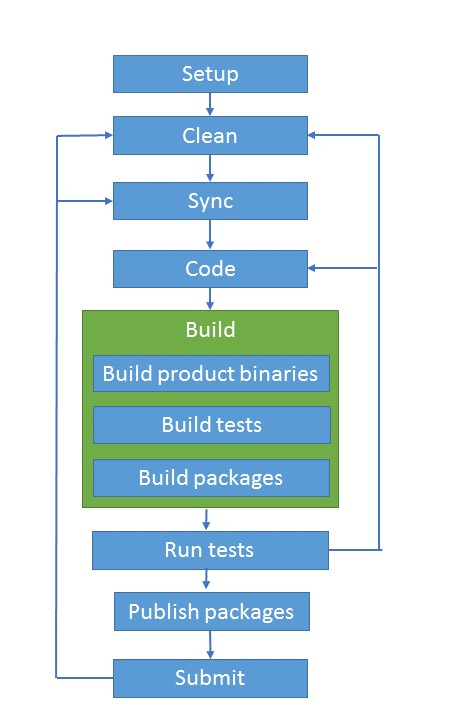 Setup
Clean
Sync
Code
Build
Build product binaries
Build tests
Build packages
Run tests
Publish packages
Submit